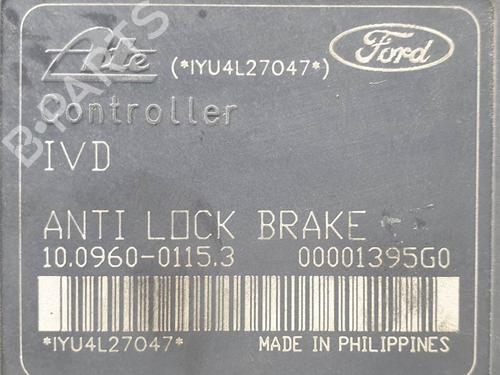 Ate (*IYU4L27047*) Ford
Controller
IVD
ANTI LOCK BRAKE
10.0960-0115.3 00001395G0
*IYU4L27047* MADE IN PHILIPPINES
B-PARTS